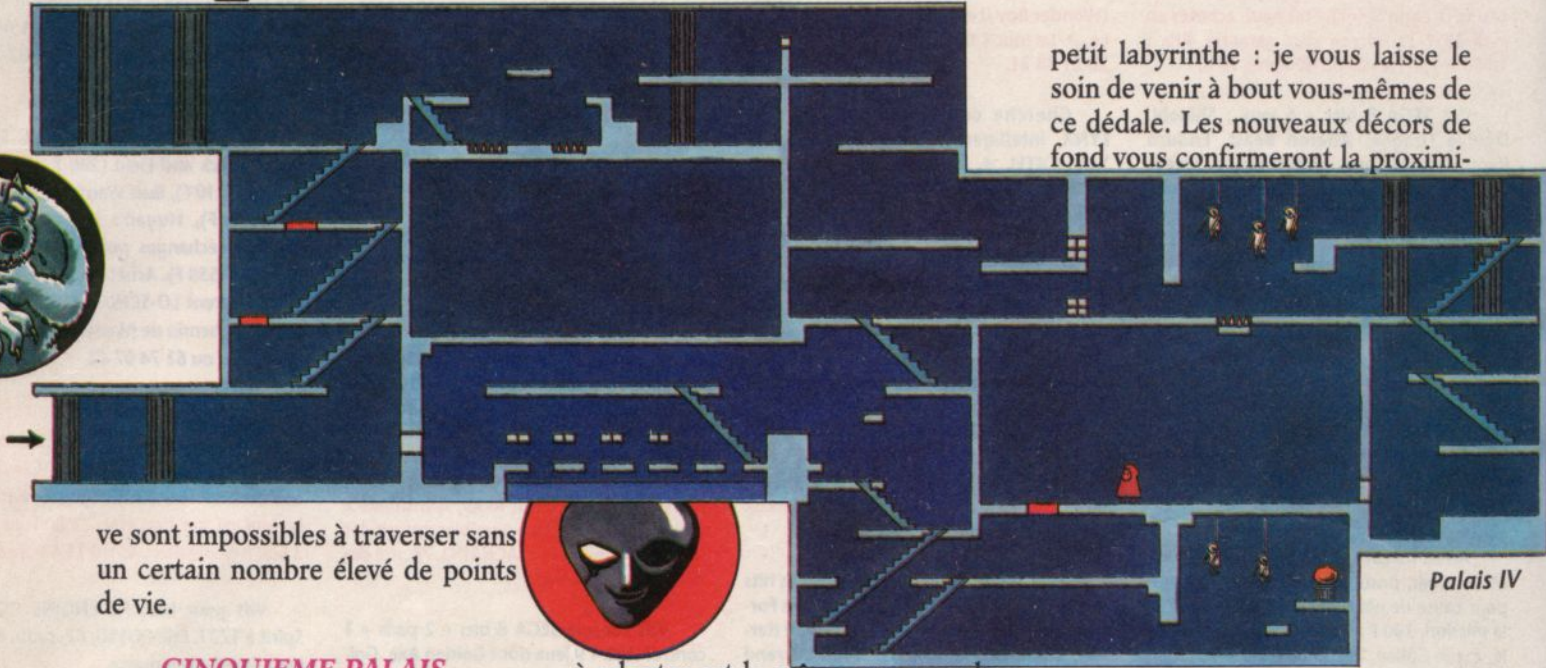 petit labyrinthe : je vous laisse le
soin de venir à bout vous-mêmes de
ce dédale. Les nouveaux décors de
fond vous confirmeront la proximi-
ve sont impossibles à traverser sans
un certain nombre élevé de points
de vie.
CINQUIEME PALAIS
Palais IV